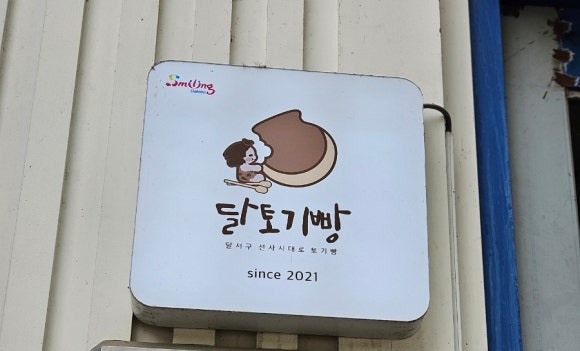 Smiling
달토기빵
달서구 선사시대로 토기빵
since 2021